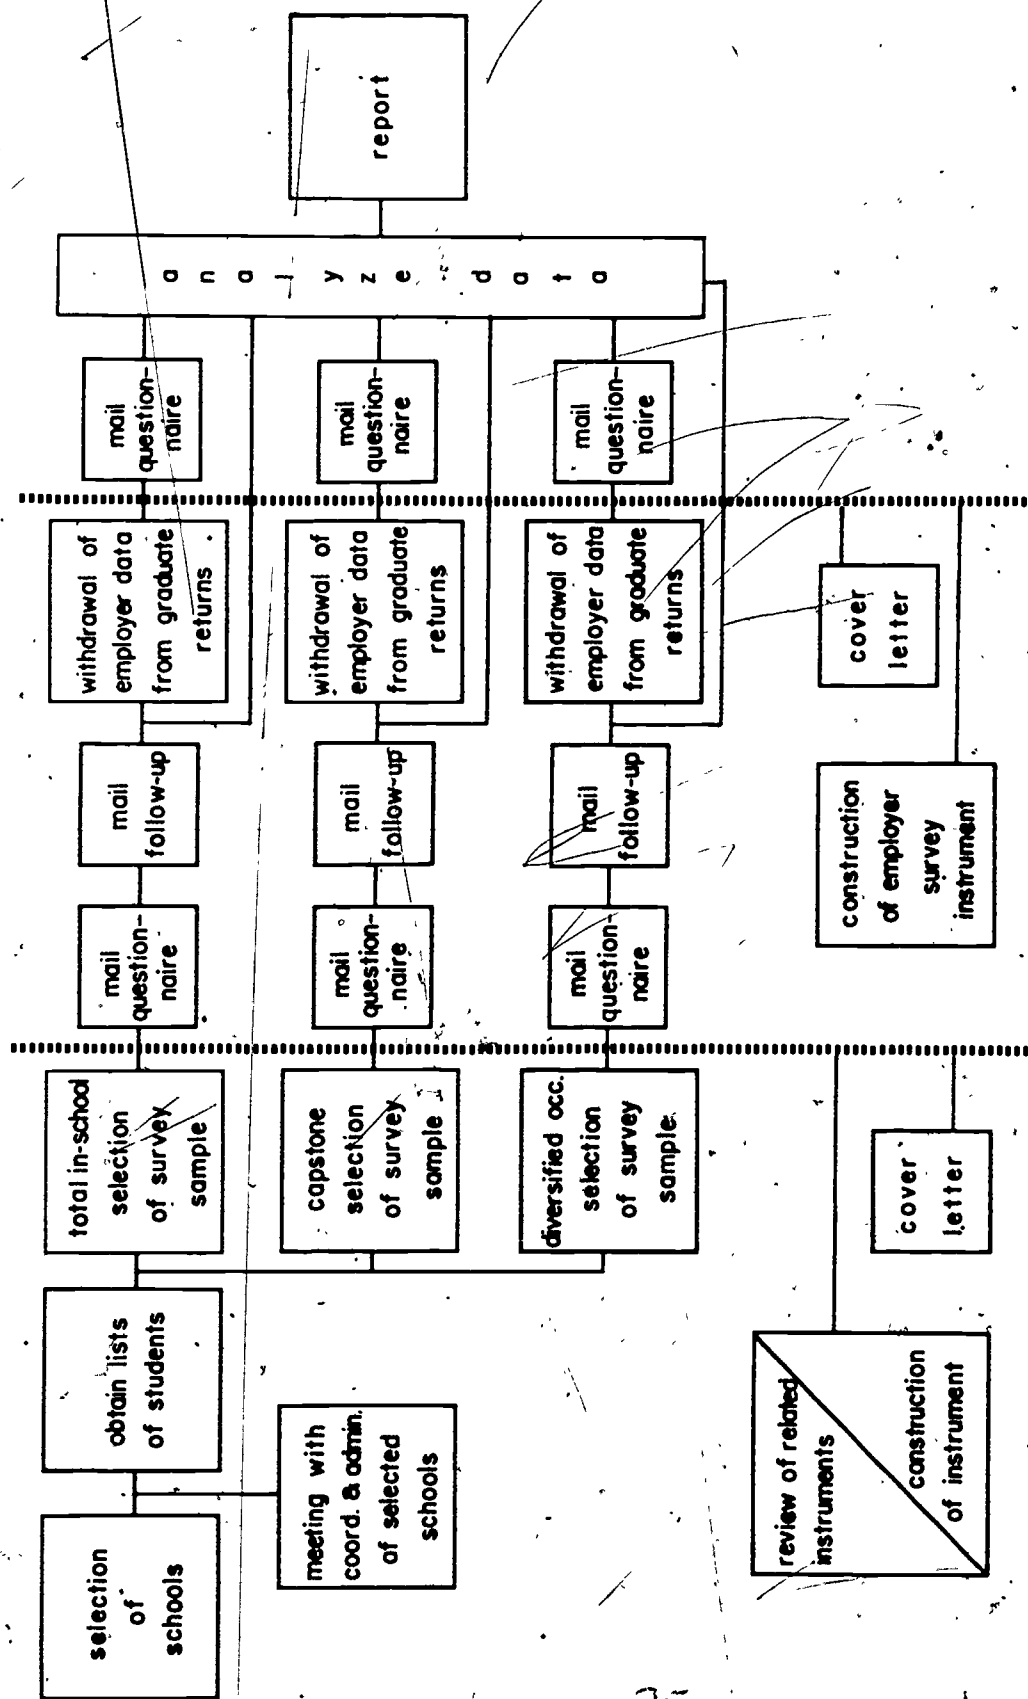 selection
of
schools
meeting with
coord. & admin.
of selected
schools
obtain lists
of students
total in-school
selection
of survey
sample
capstone
selection
of survey
sample
diversified occ.
selection
of survey
sample
mail
question-
naire
mail
question-
naire
mail
question-
naire
mail
follow-up
mail
follow-up
mail
follow-up
withdrawal of
employer data
from graduate
returns
withdrawal of
employer data
from graduate
returns
withdrawal of
employer data
from graduate
returns
mail
question-
naire
mail
question-
naire
mail
question-
naire
analyze data
report
review of related
instruments
construction
of instrument
cover
letter
construction
of employer
survey
instrument
cover
letter